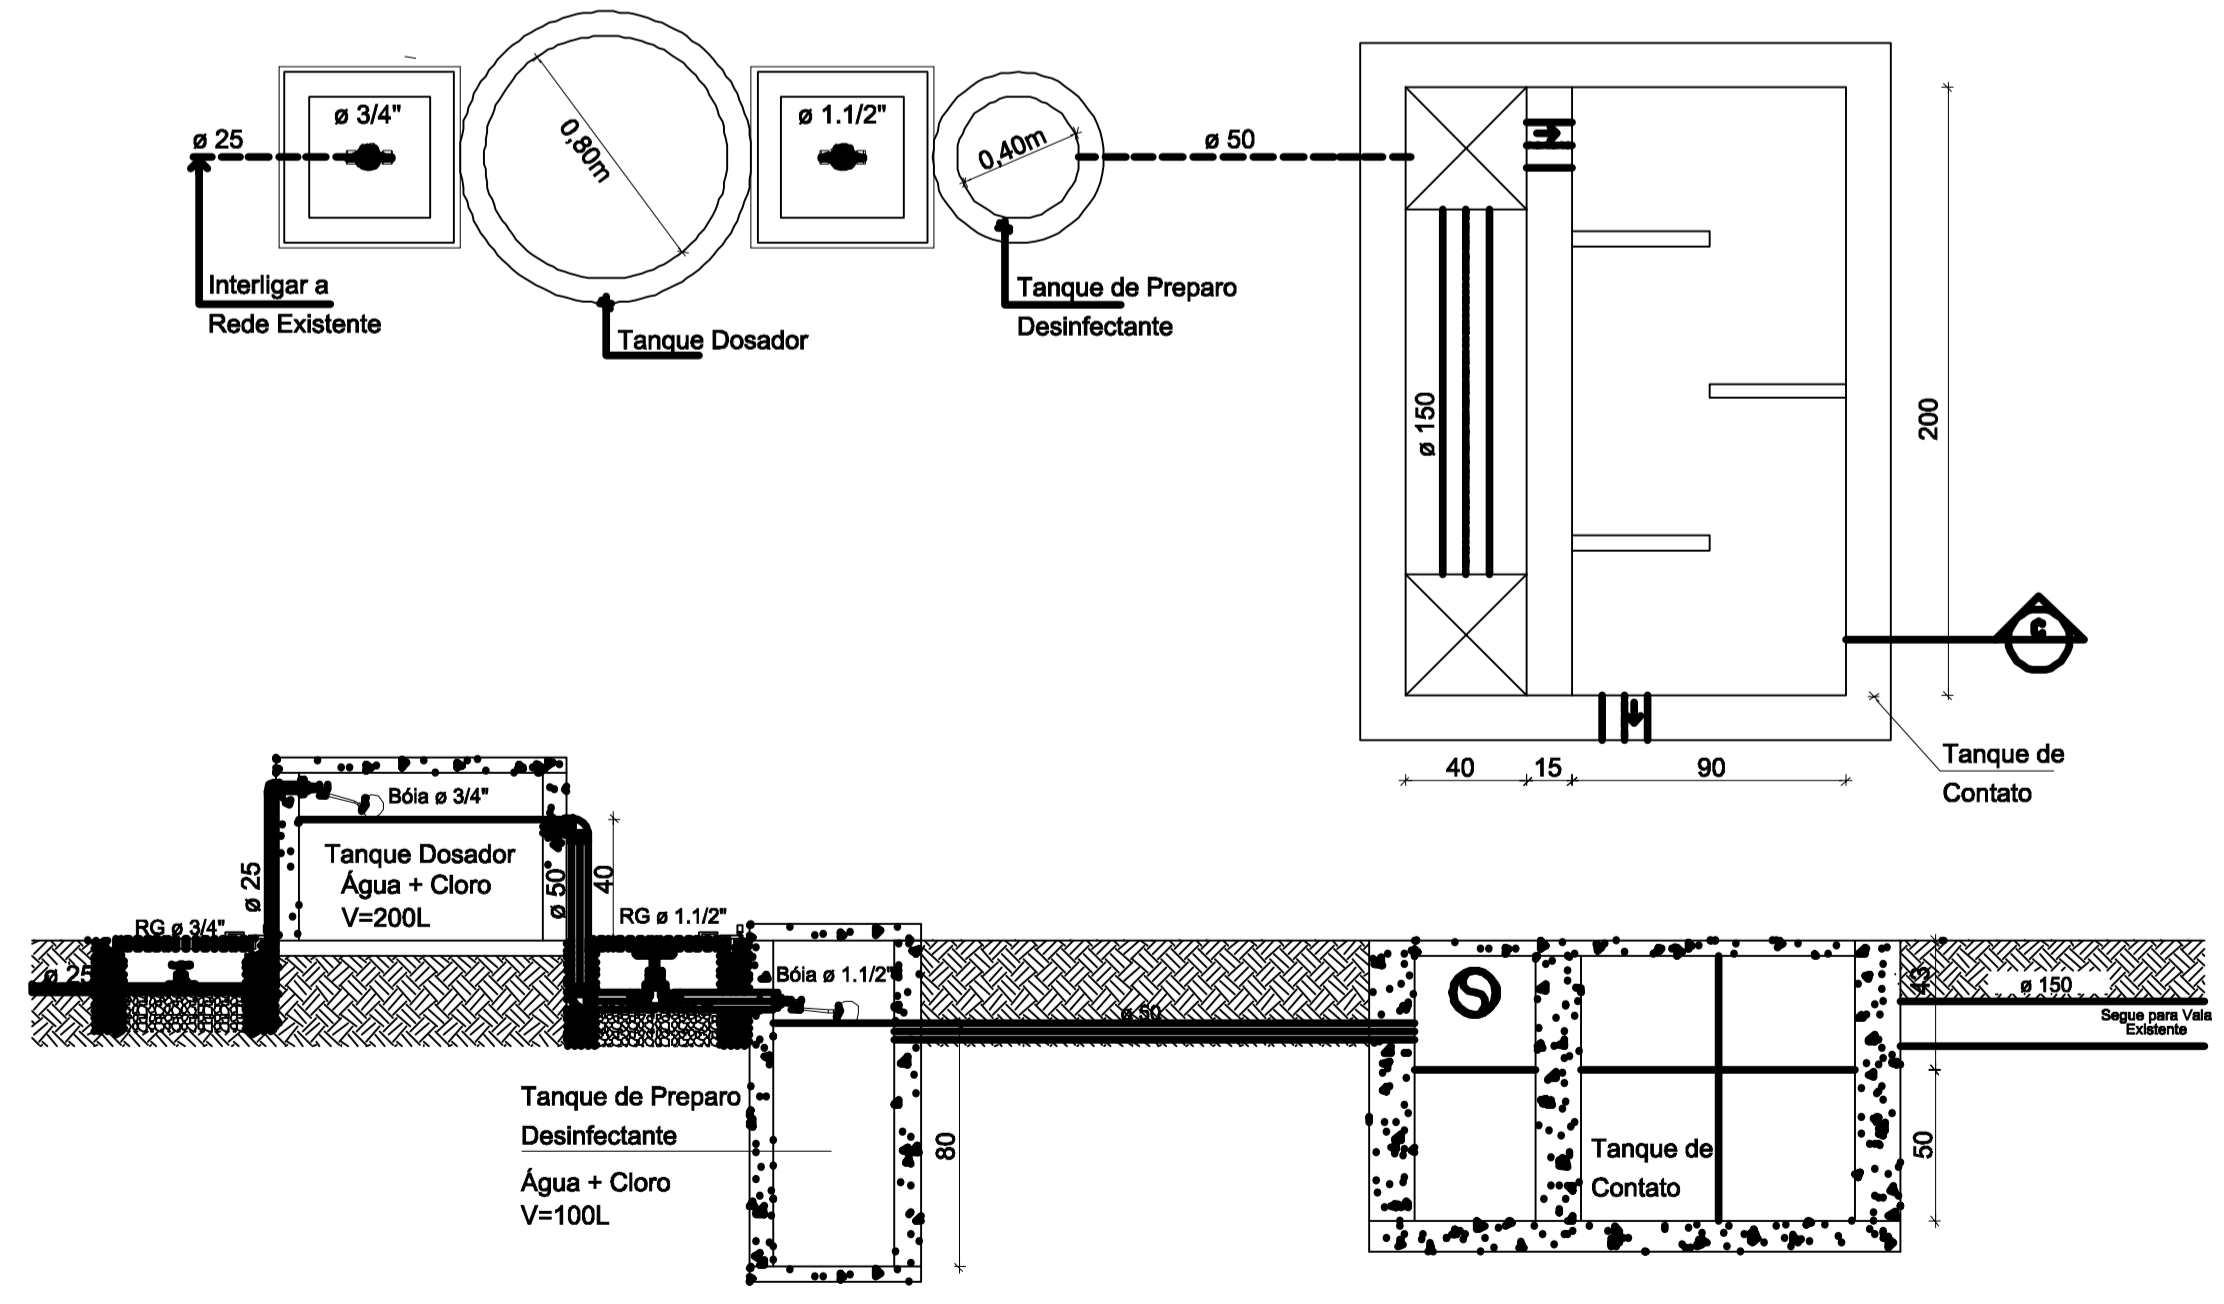 ø 3/4"
ø 25
0,80m
ø 1.1/2"
0,40m
ø 50
Interligar a
Rede Existente
Tanque Dosador
Tanque de Preparo
Desinfectante
ø 150
200
C
40
15
90
Tanque de
Contato
Bóia ø 3/4"
Tanque Dosador
Água + Cloro
V=200L
ø 25
ø 50
40
RG ø 3/4"
RG ø 1.1/2"
ø 25
Bóia ø 1.1/2"
ø 50
43
ø 150
Segue para Vala
Existente
Tanque de Preparo
Desinfectante
Água + Cloro
V=100L
80
Tanque de
Contato
50